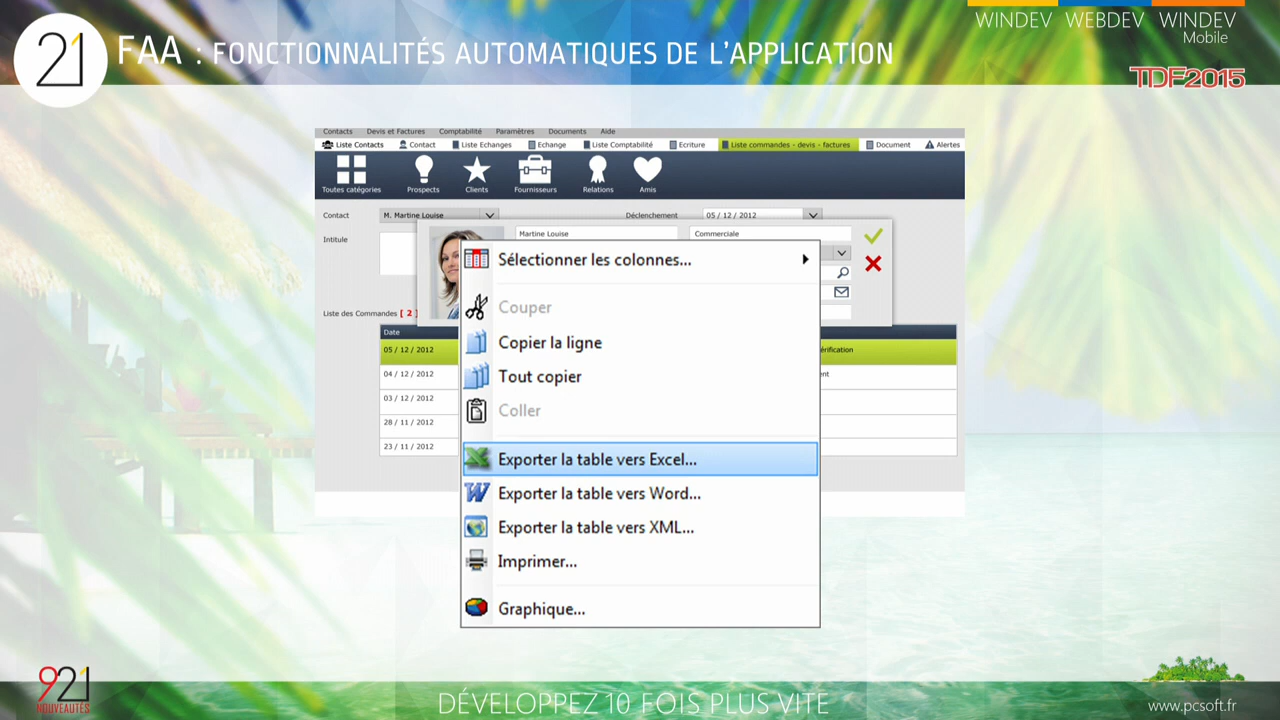 21 FAA : FONCTIONNALITÉS AUTOMATIQUES DE L'APPLICATION
WINDEV WEBDEV WINDEV
Mobile
TDF2015
Contacts Devis et Factures Comptabilité Paramètres Documents Aide
Liste Contacts Contact Liste Echanges Echange Liste Comptabilité Ecriture Liste commandes - devis - factures Document Alertes
Toutes catégories Prospects Clients Fournisseurs Relations Amis
Contact M. Martine Louise Déclenchement 05 / 12 / 2012
Intitule Martine Louise Commerciale
Sélectionner les colonnes...
Couper
Liste des Commandes [ 2 ]
Date
Copier la ligne
05 / 12 / 2012
04 / 12 / 2012
Tout copier
03 / 12 / 2012
Coller
28 / 11 / 2012
23 / 11 / 2012
Exporter la table vers Excel...
Exporter la table vers Word...
Exporter la table vers XML...
Imprimer...
Graphique...
921
NOUVEAUTÉS
DÉVELOPPEZ 10 FOIS PLUS VITE
www.pcsoft.fr